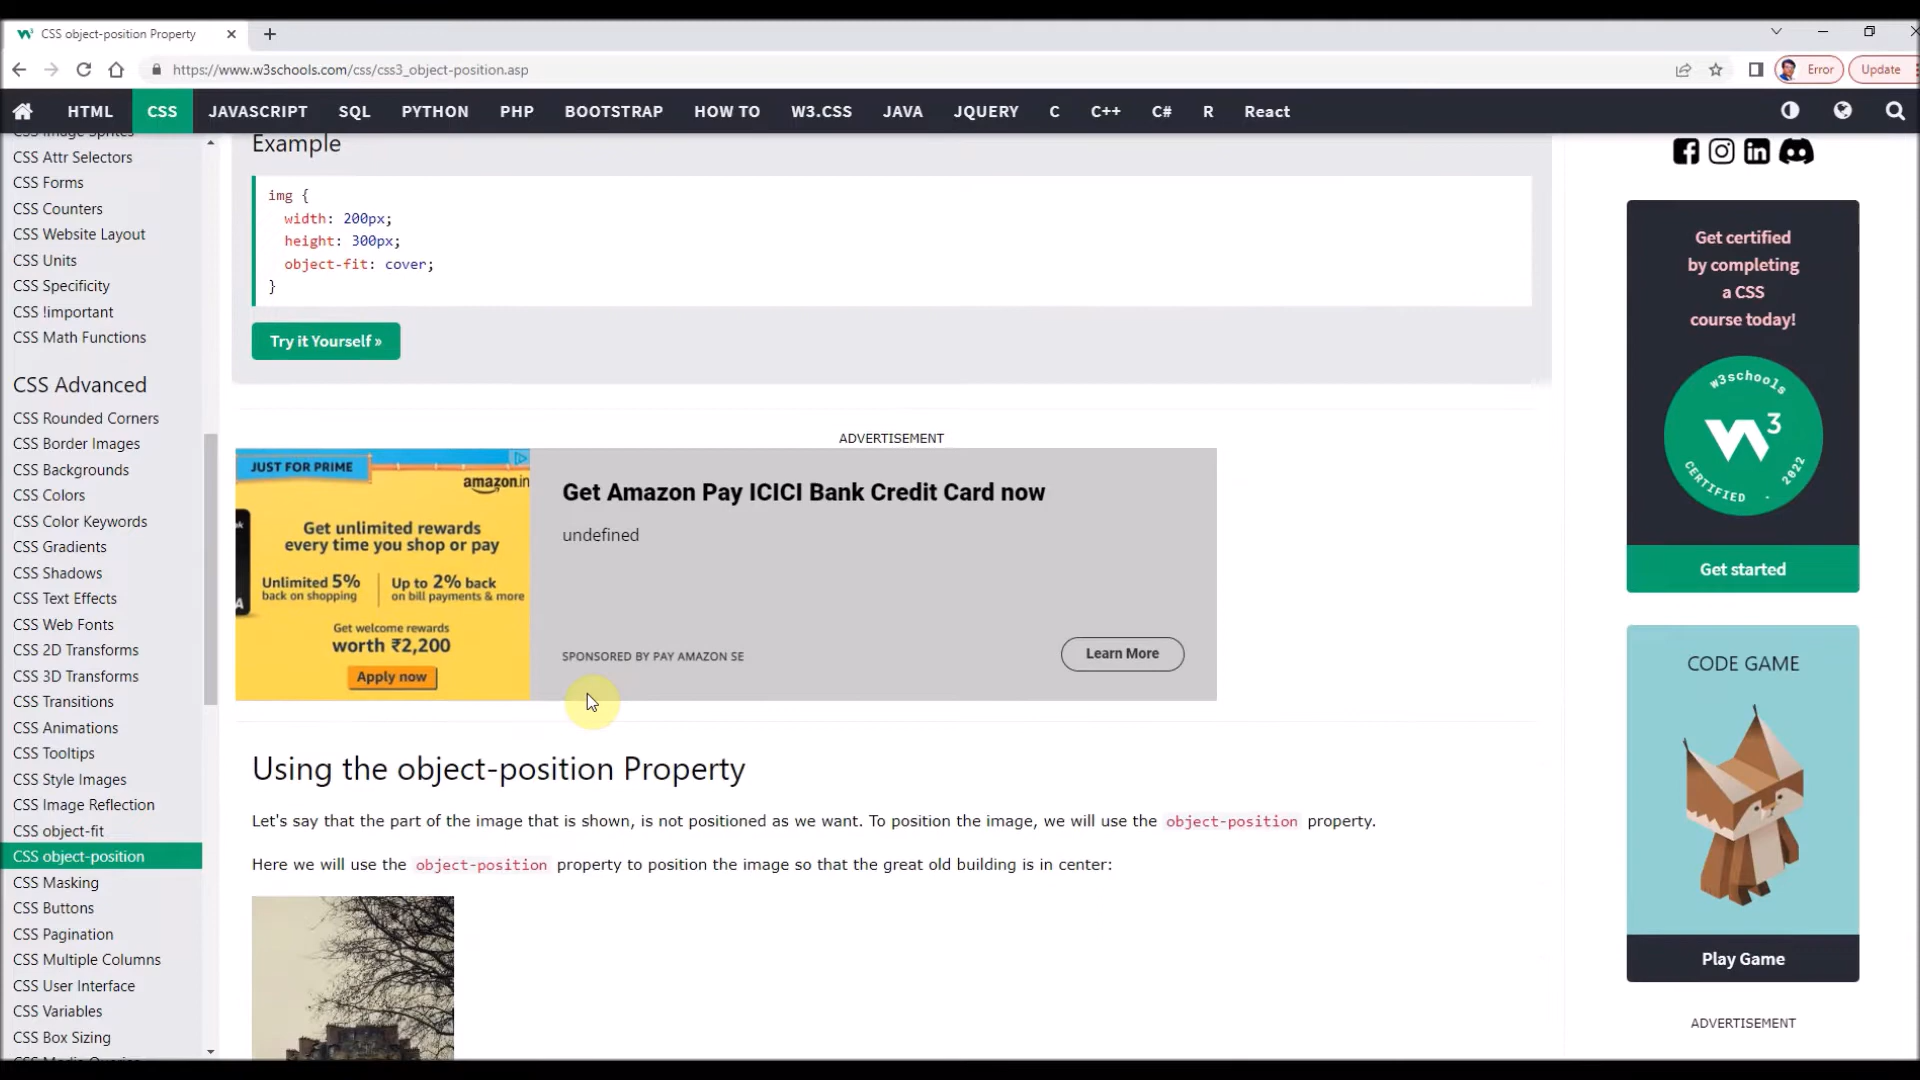 CSS object-position Property
https://www.w3schools.com/css/css3_object-position.asp
Error
Update
HTML
CSS
JAVASCRIPT
SQL
PYTHON
PHP
BOOTSTRAP
HOW TO
W3.CSS
JAVA
JQUERY
C
C++
C#
R
React
CSS Image Sprites
CSS Attr Selectors
CSS Forms
CSS Counters
CSS Website Layout
CSS Units
CSS Specificity
CSS !important
CSS Math Functions
CSS Advanced
CSS Rounded Corners
CSS Border Images
CSS Backgrounds
CSS Colors
CSS Color Keywords
CSS Gradients
CSS Shadows
CSS Text Effects
CSS Web Fonts
CSS 2D Transforms
CSS 3D Transforms
CSS Transitions
CSS Animations
CSS Tooltips
CSS Style Images
CSS Image Reflection
CSS object-fit
CSS object-position
CSS Masking
CSS Buttons
CSS Pagination
CSS Multiple Columns
CSS User Interface
CSS Variables
CSS Box Sizing
CSS Media Queries
Example
img {
width: 200px;
height: 300px;
object-fit: cover;
}
Try it Yourself »
ADVERTISEMENT
JUST FOR PRIME
amazon.in
Get unlimited rewards
every time you shop or pay
Unlimited 5%
back on shopping
Up to 2% back
on bill payments & more
Get welcome rewards
worth ₹2,200
Apply now
Get Amazon Pay ICICI Bank Credit Card now
undefined
SPONSORED BY PAY AMAZON SE
Learn More
Using the object-position Property
Let's say that the part of the image that is shown, is not positioned as we want. To position the image, we will use the object-position property.
Here we will use the object-position property to position the image so that the great old building is in center:
Get certified
by completing
a CSS
course today!
w3schools
W3
CERTIFIED . 2022
Get started
CODE GAME
Play Game
ADVERTISEMENT